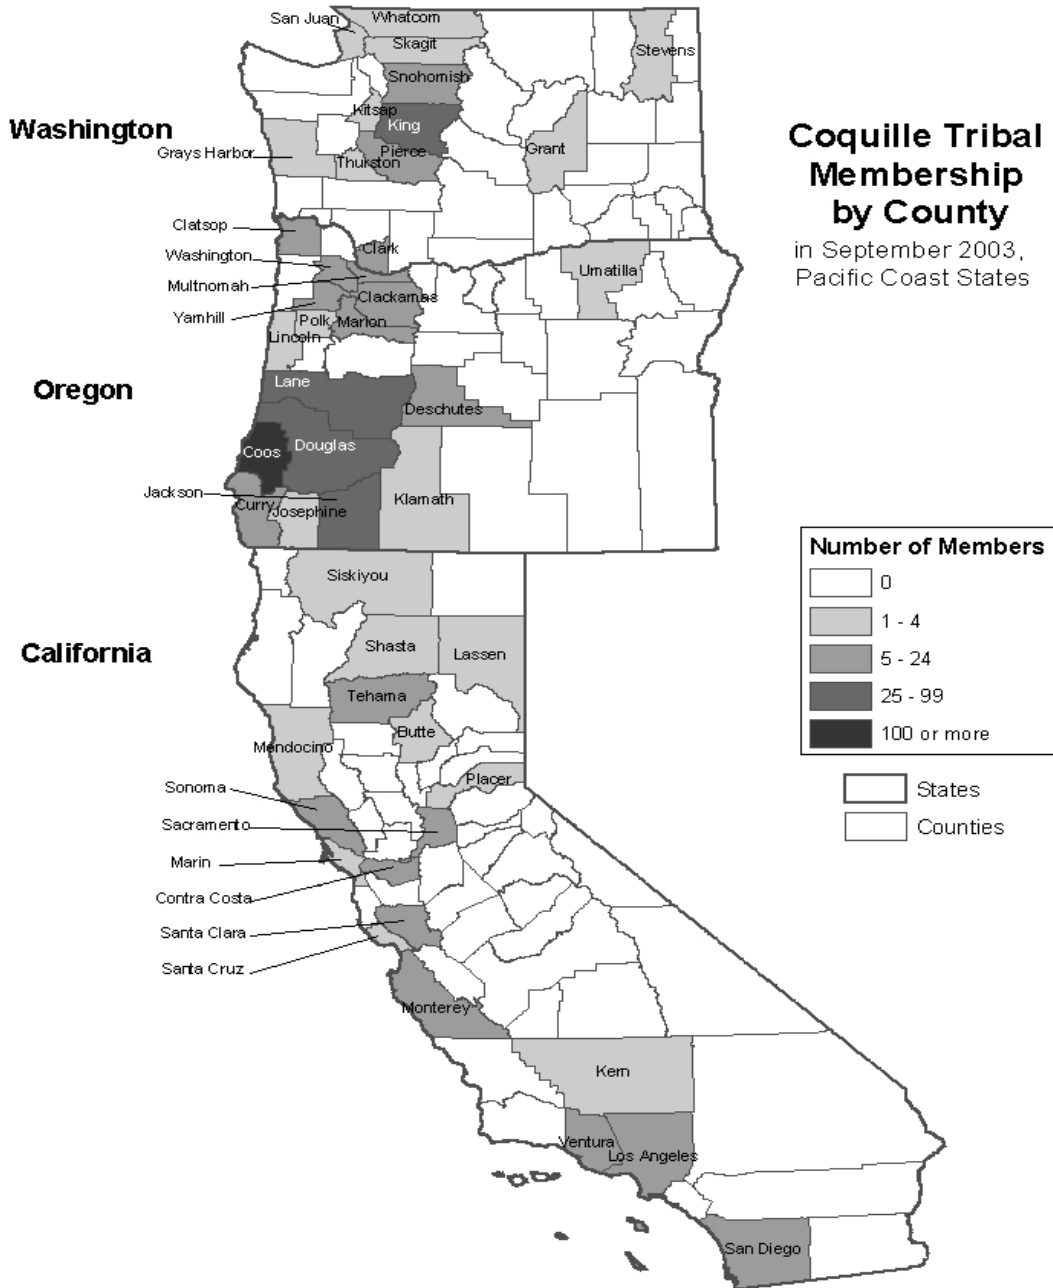 San Juan
Whatcom
Skagit
Stevens
Snohomish
Kitsap
King
Washington
Grays Harbor
Pierce
Thurston
Grant
Coquille Tribal
Membership
by County
in September 2003,
Pacific Coast States
Clatsop
Clark
Washington
Multnomah
Umatilla
Clackamas
Yamhill
Polk
Marion
Lincoln
Oregon
Lane
Deschutes
Coos
Douglas
Jackson
Curry
Josephine
Klamath
Number of Members
0
1 - 4
5 - 24
25 - 99
100 or more
States
Counties
California
Siskiyou
Shasta
Lassen
Tehama
Butte
Mendocino
Placer
Sonoma
Sacramento
Marin
Contra Costa
Santa Clara
Santa Cruz
Monterey
Kern
Ventura
Los Angeles
San Diego